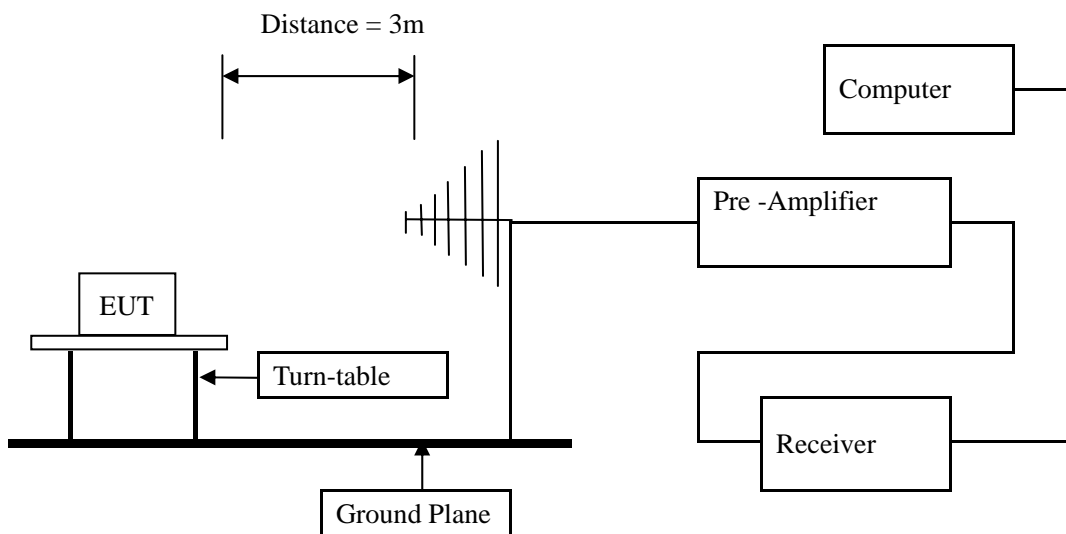 Distance = 3m
Computer
Pre -Amplifier
EUT
Turn-table
Receiver
Ground Plane